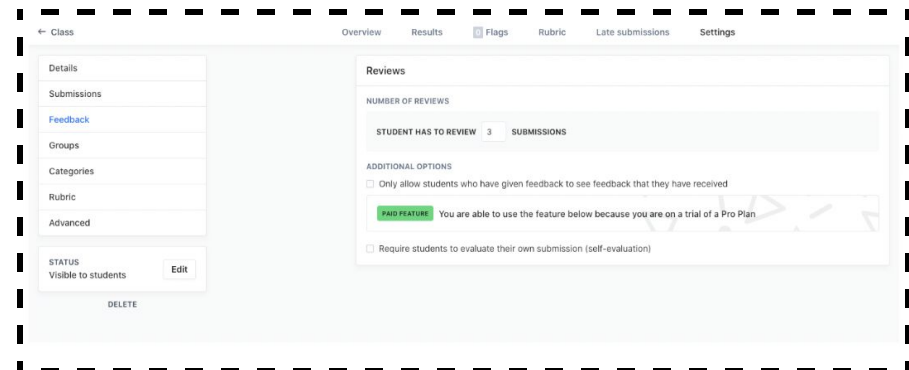 ← Class
Overview Results 0 Flags Rubric Late submissions Settings
Details
Submissions
Feedback
Groups
Categories
Rubric
Advanced
STATUS
Visible to students
Edit
DELETE
Reviews
NUMBER OF REVIEWS
STUDENT HAS TO REVIEW 3 SUBMISSIONS
ADDITIONAL OPTIONS
Only allow students who have given feedback to see feedback that they have received
PAID FEATURE You are able to use the feature below because you are on a trial of a Pro Plan
Require students to evaluate their own submission (self-evaluation)